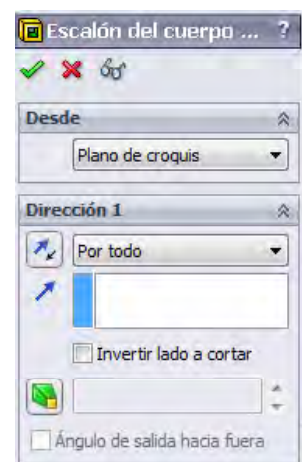 Escalón del cuerpo ... ?
Desde
Plano de croquis
Dirección 1
Por todo
Invertir lado a cortar
Ángulo de salida hacia fuera